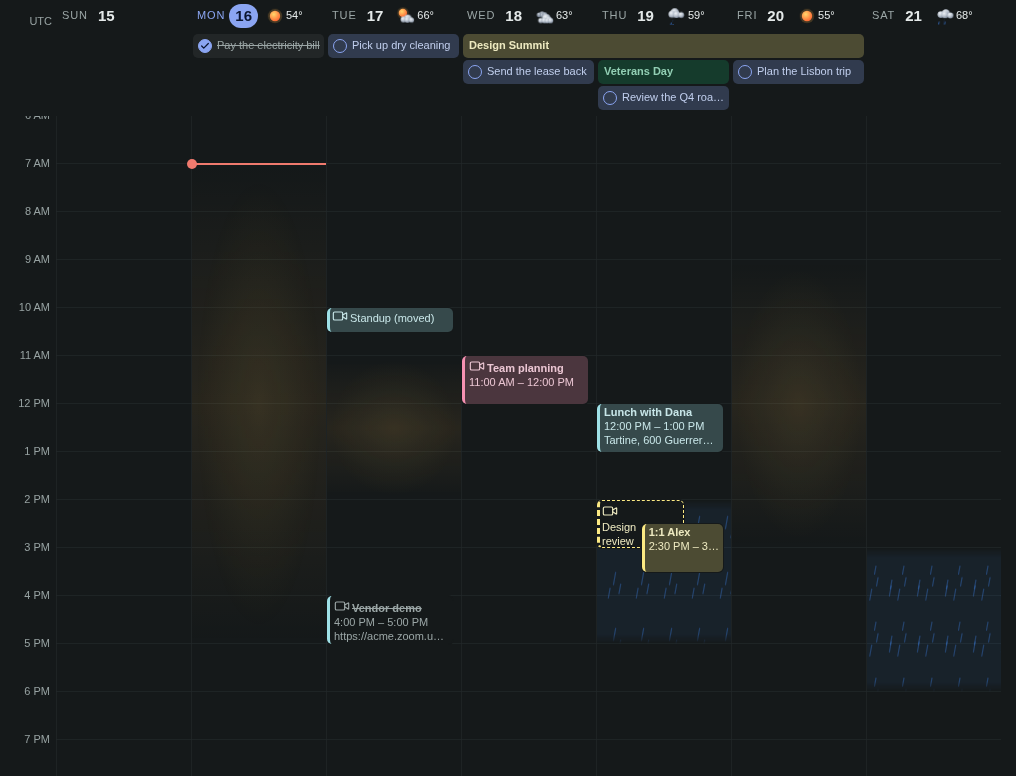 UTC
SUN 15
MON 16 54°
TUE 17 66°
WED 18 63°
THU 19 59°
FRI 20 55°
SAT 21 68°
Pay the electricity bill
Pick up dry cleaning
Design Summit
Send the lease back
Veterans Day
Plan the Lisbon trip
Review the Q4 roa…
7 AM
8 AM
9 AM
10 AM
Standup (moved)
11 AM
Team planning
11:00 AM – 12:00 PM
12 PM
Lunch with Dana
12:00 PM – 1:00 PM
Tartine, 600 Guerrer…
1 PM
2 PM
Design
review
1:1 Alex
2:30 PM – 3…
3 PM
4 PM
Vendor demo
4:00 PM – 5:00 PM
https://acme.zoom.u…
5 PM
6 PM
7 PM